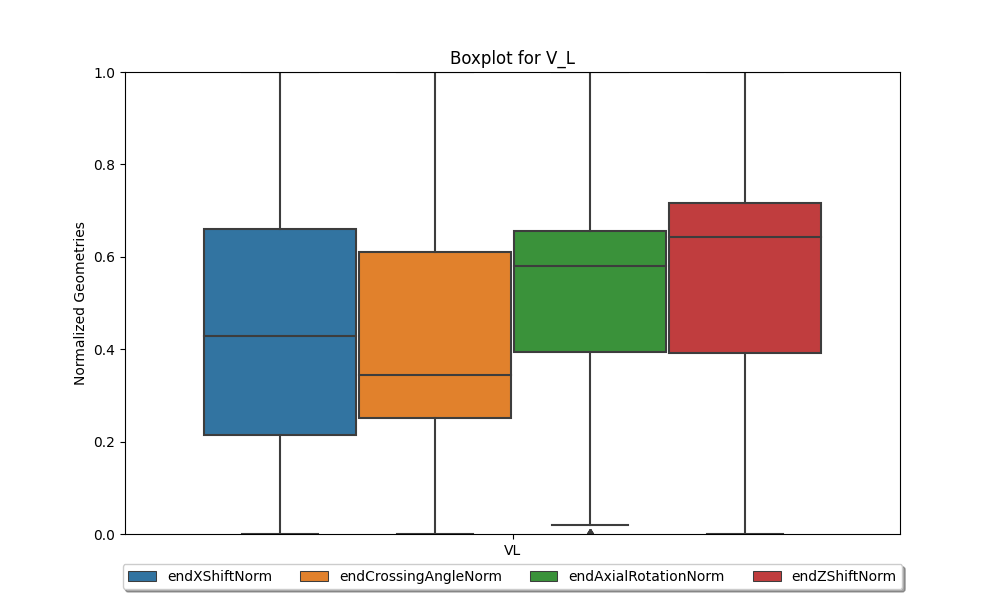 Boxplot for V_L
1.0
0.8
0.6
0.4
0.2
0.0
Normalized Geometries
VL
endXShiftNorm endCrossingAngleNorm endAxialRotationNorm endZShiftNorm